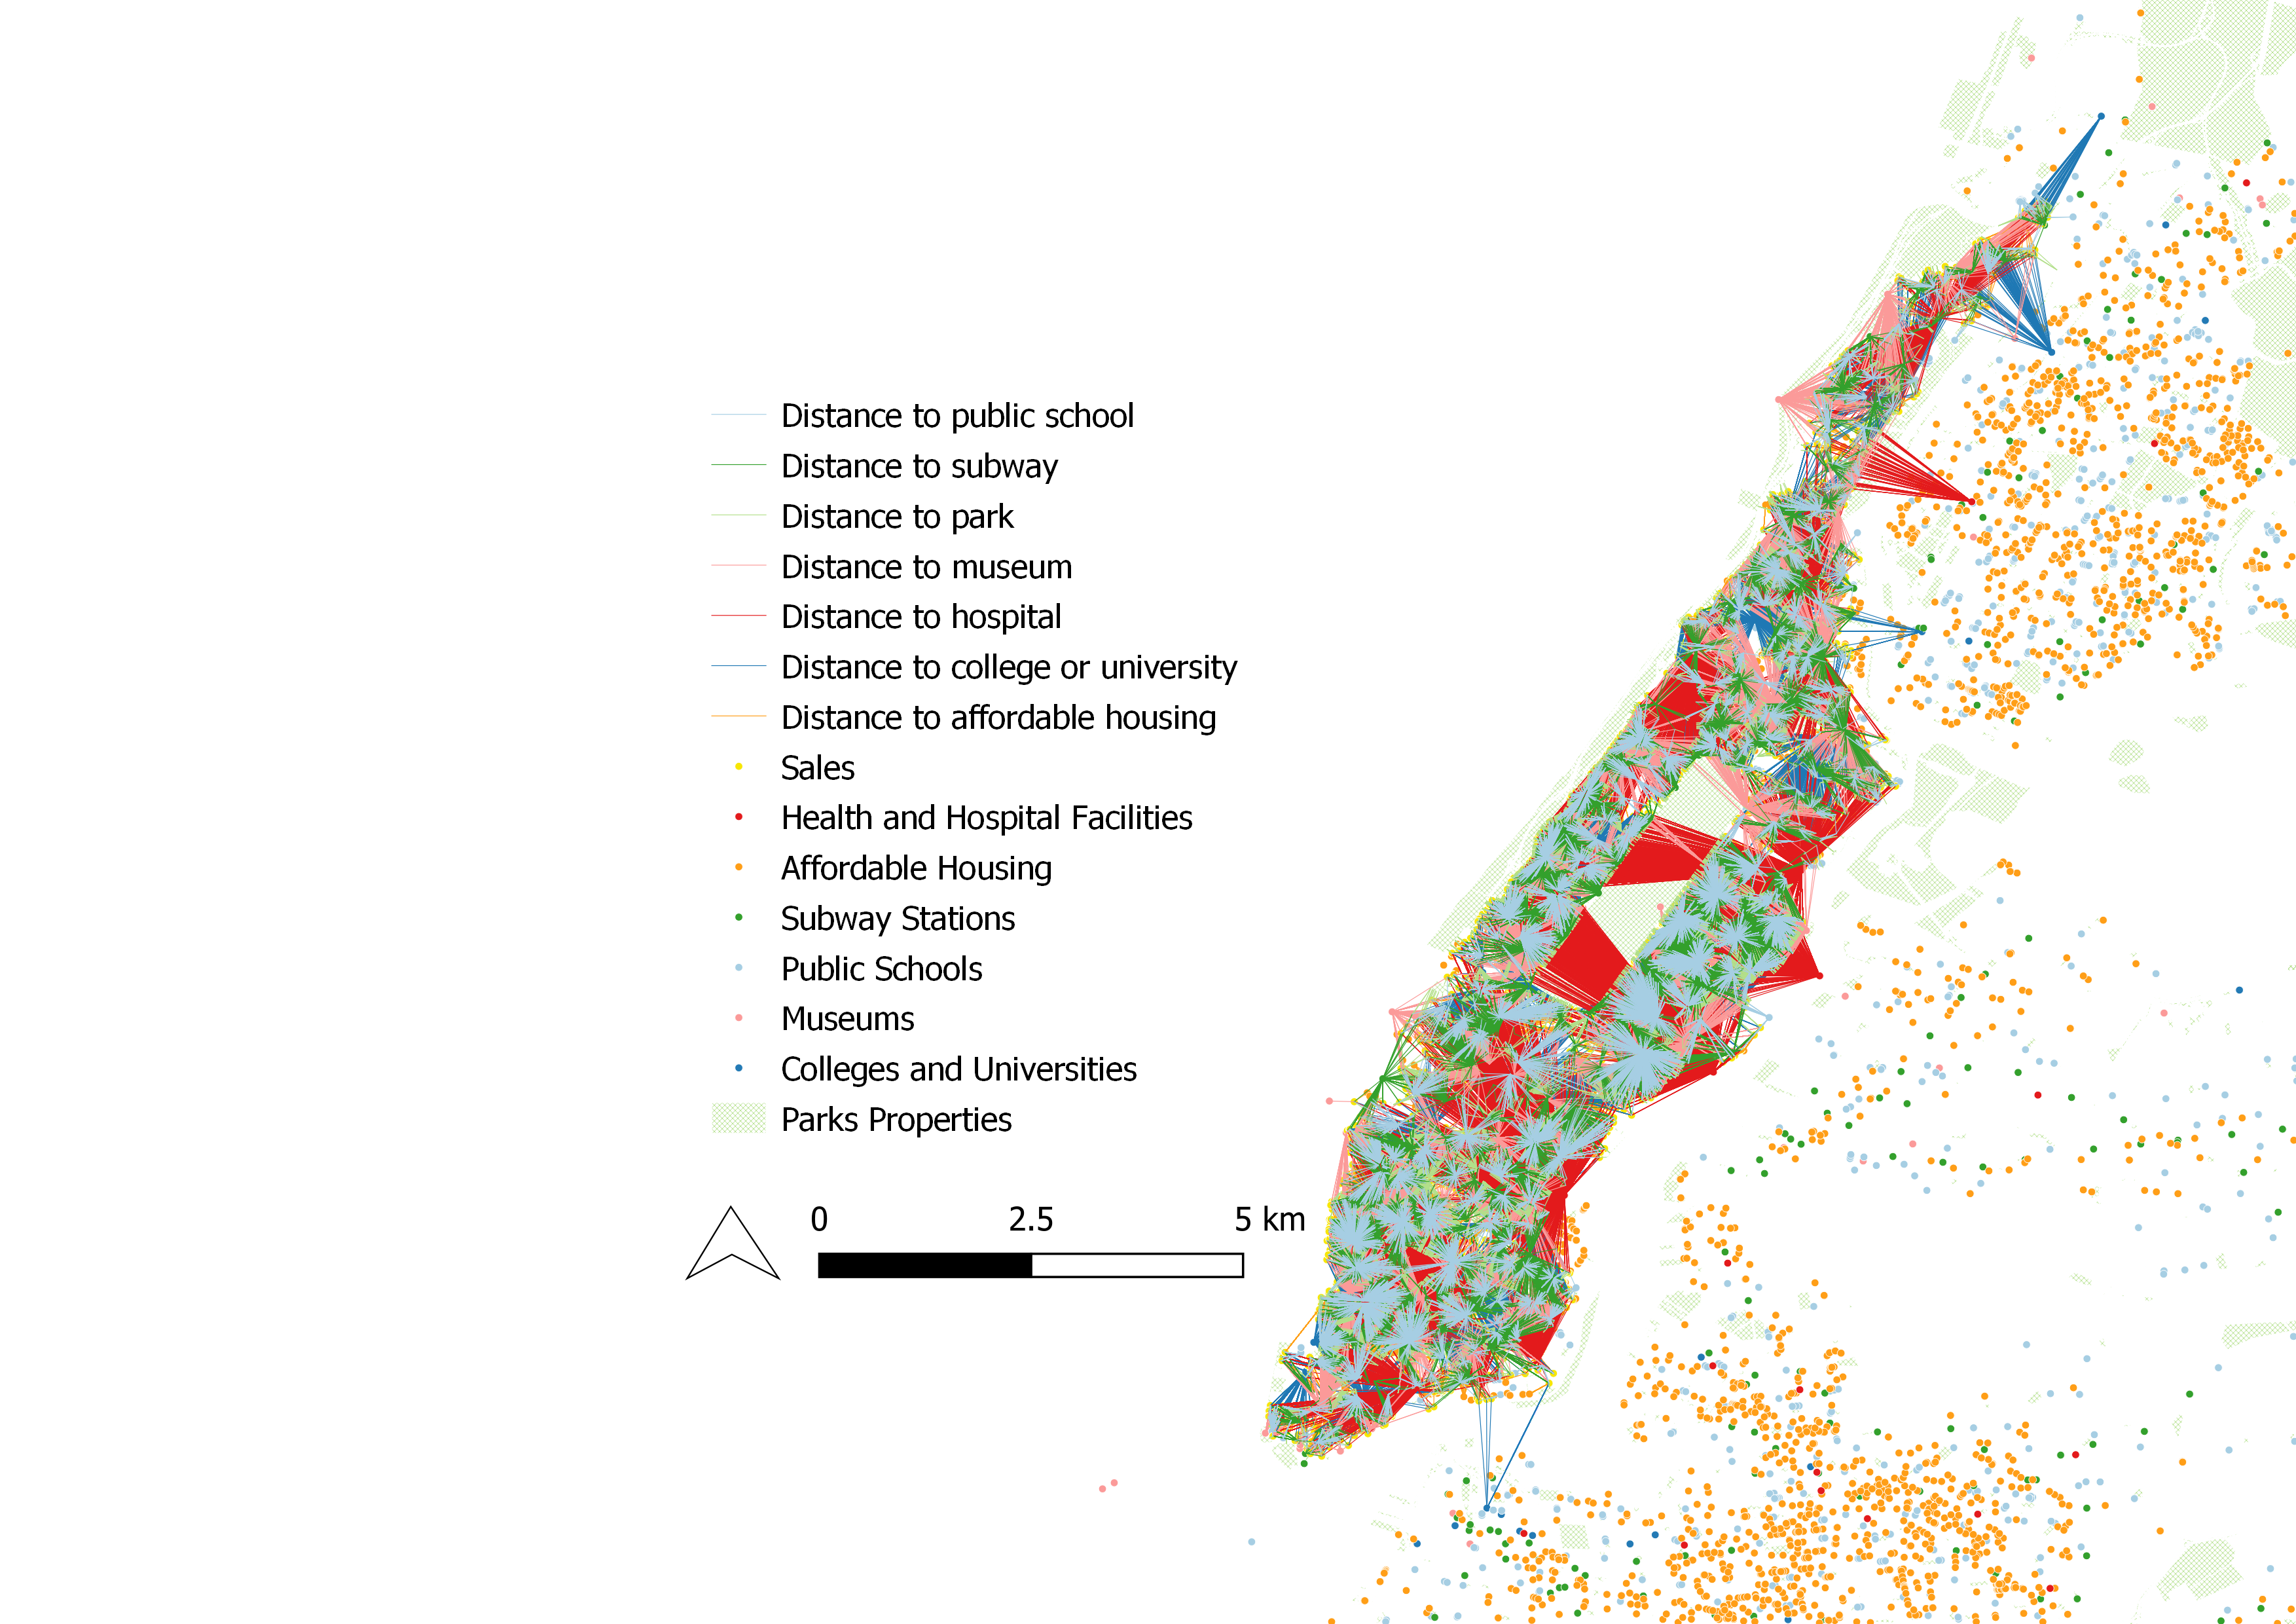 Distance to public school
Distance to subway
Distance to park
Distance to museum
Distance to hospital
Distance to college or university
Distance to affordable housing
Sales
Health and Hospital Facilities
Affordable Housing
Subway Stations
Public Schools
Museums
Colleges and Universities
Parks Properties
0 2.5 5 km